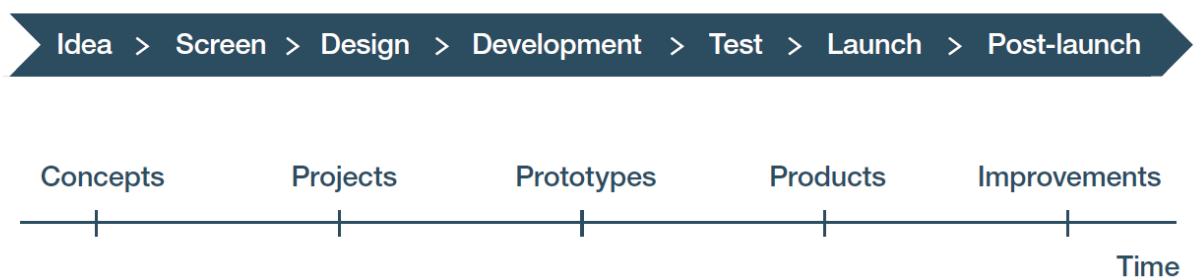 Idea > Screen > Design > Development > Test > Launch > Post-launch
Concepts Projects Prototypes Products Improvements
Time